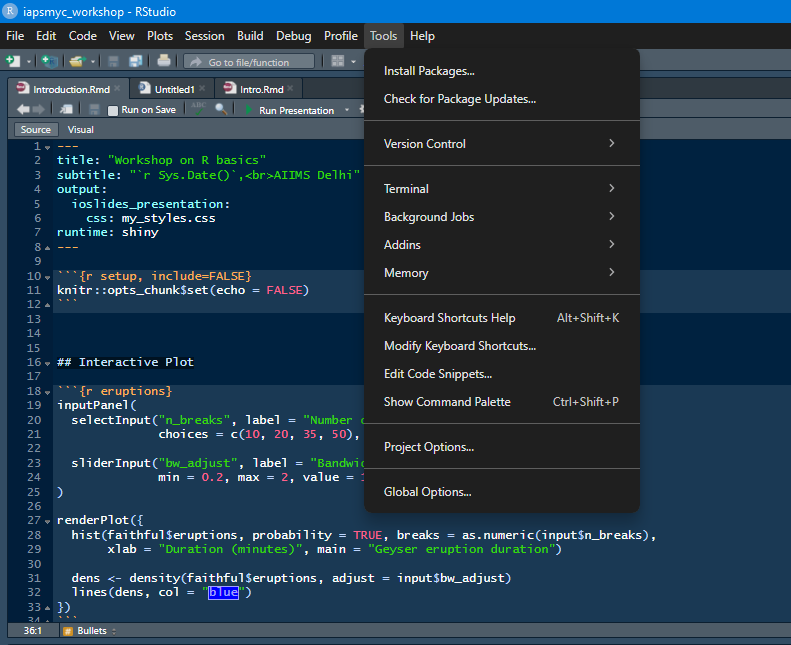 iapsmyc_workshop - RStudio
File Edit Code View Plots Session Build Debug Profile Tools Help
Go to file/function
Introduction.Rmd Untitled1 Intro.Rmd
Run on Save ABC Run Presentation
Source Visual
1 ---
2 title: "Workshop on R basics"
3 subtitle: "`r Sys.Date()`,<br>AIIMS Delhi"
4 output:
5 ioslides_presentation:
6 css: my_styles.css
7 runtime: shiny
8 ---
9
10 ```{r setup, include=FALSE}
11 knitr::opts_chunk$set(echo = FALSE)
12 ```
13
14
15
16 ## Interactive Plot
17
18 ```{r eruptions}
19 inputPanel(
20 selectInput("n_breaks", label = "Number
21 choices = c(10, 20, 35, 50),
22
23 sliderInput("bw_adjust", label = "Bandwi
24 min = 0.2, max = 2, value =
25 )
26
27 renderPlot({
28 hist(faithful$eruptions, probability = TRUE, breaks = as.numeric(input$n_breaks),
29 xlab = "Duration (minutes)", main = "Geyser eruption duration")
30
31 dens <- density(faithful$eruptions, adjust = input$bw_adjust)
32 lines(dens, col = "blue")
33 })
34 ```
36:1 # Bullets
Install Packages...
Check for Package Updates...
Version Control
Terminal
Background Jobs
Addins
Memory
Keyboard Shortcuts Help Alt+Shift+K
Modify Keyboard Shortcuts...
Edit Code Snippets...
Show Command Palette Ctrl+Shift+P
Project Options...
Global Options...